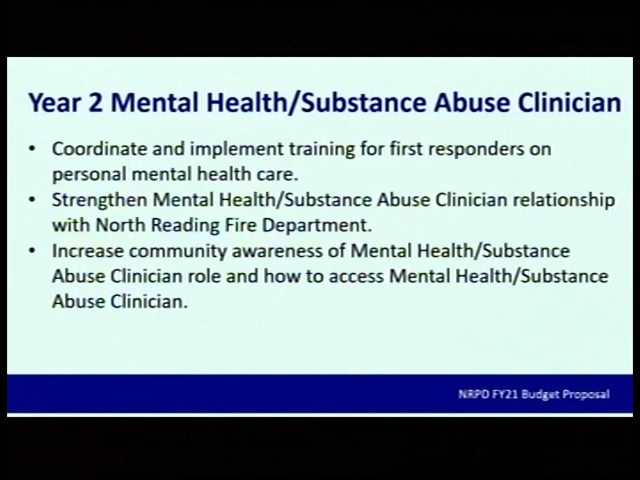 Year 2 Mental Health/Substance Abuse Clinician
• Coordinate and implement training for first responders on
personal mental health care.
• Strengthen Mental Health/Substance Abuse Clinician relationship
with North Reading Fire Department.
• Increase community awareness of Mental Health/Substance
Abuse Clinician role and how to access Mental Health/Substance
Abuse Clinician.
NRPD FY21 Budget Proposal